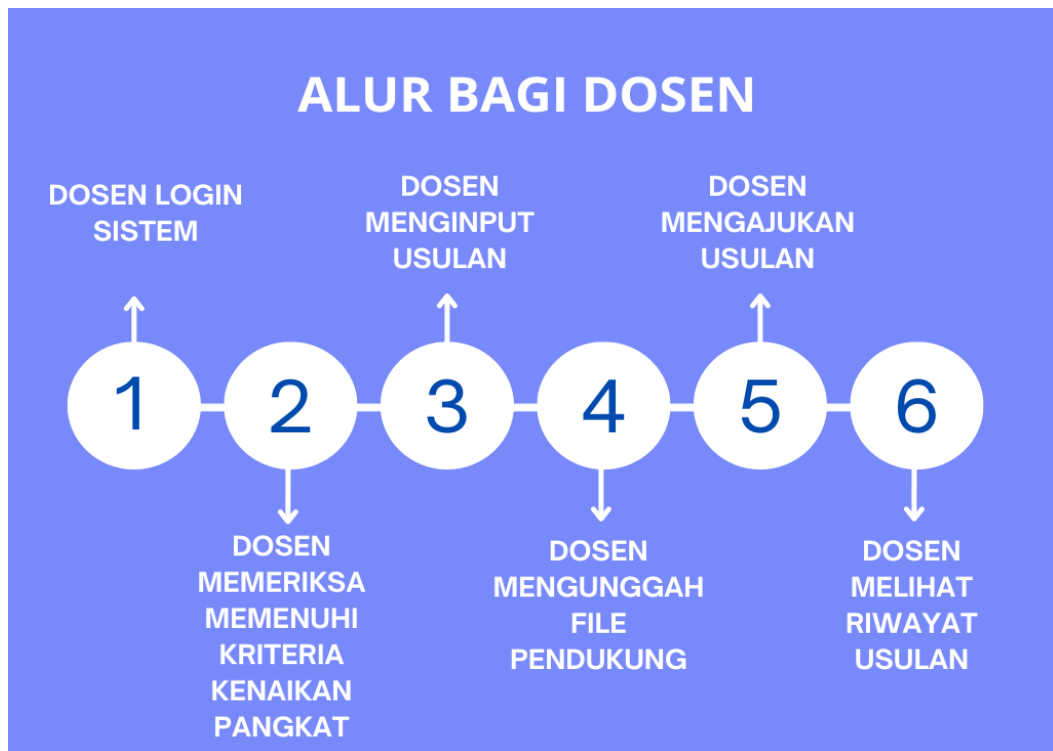 ALUR BAGI DOSEN
DOSEN LOGIN
SISTEM
1
DOSEN
MEMERIKSA
MEMENUHI
KRITERIA
KENAIKAN
PANGKAT
2
DOSEN
MENGINPUT
USULAN
3
DOSEN
MENGUNGGAH
FILE
PENDUKUNG
4
DOSEN
MENGAJUKAN
USULAN
5
DOSEN
MELIHAT
RIWAYAT
USULAN
6